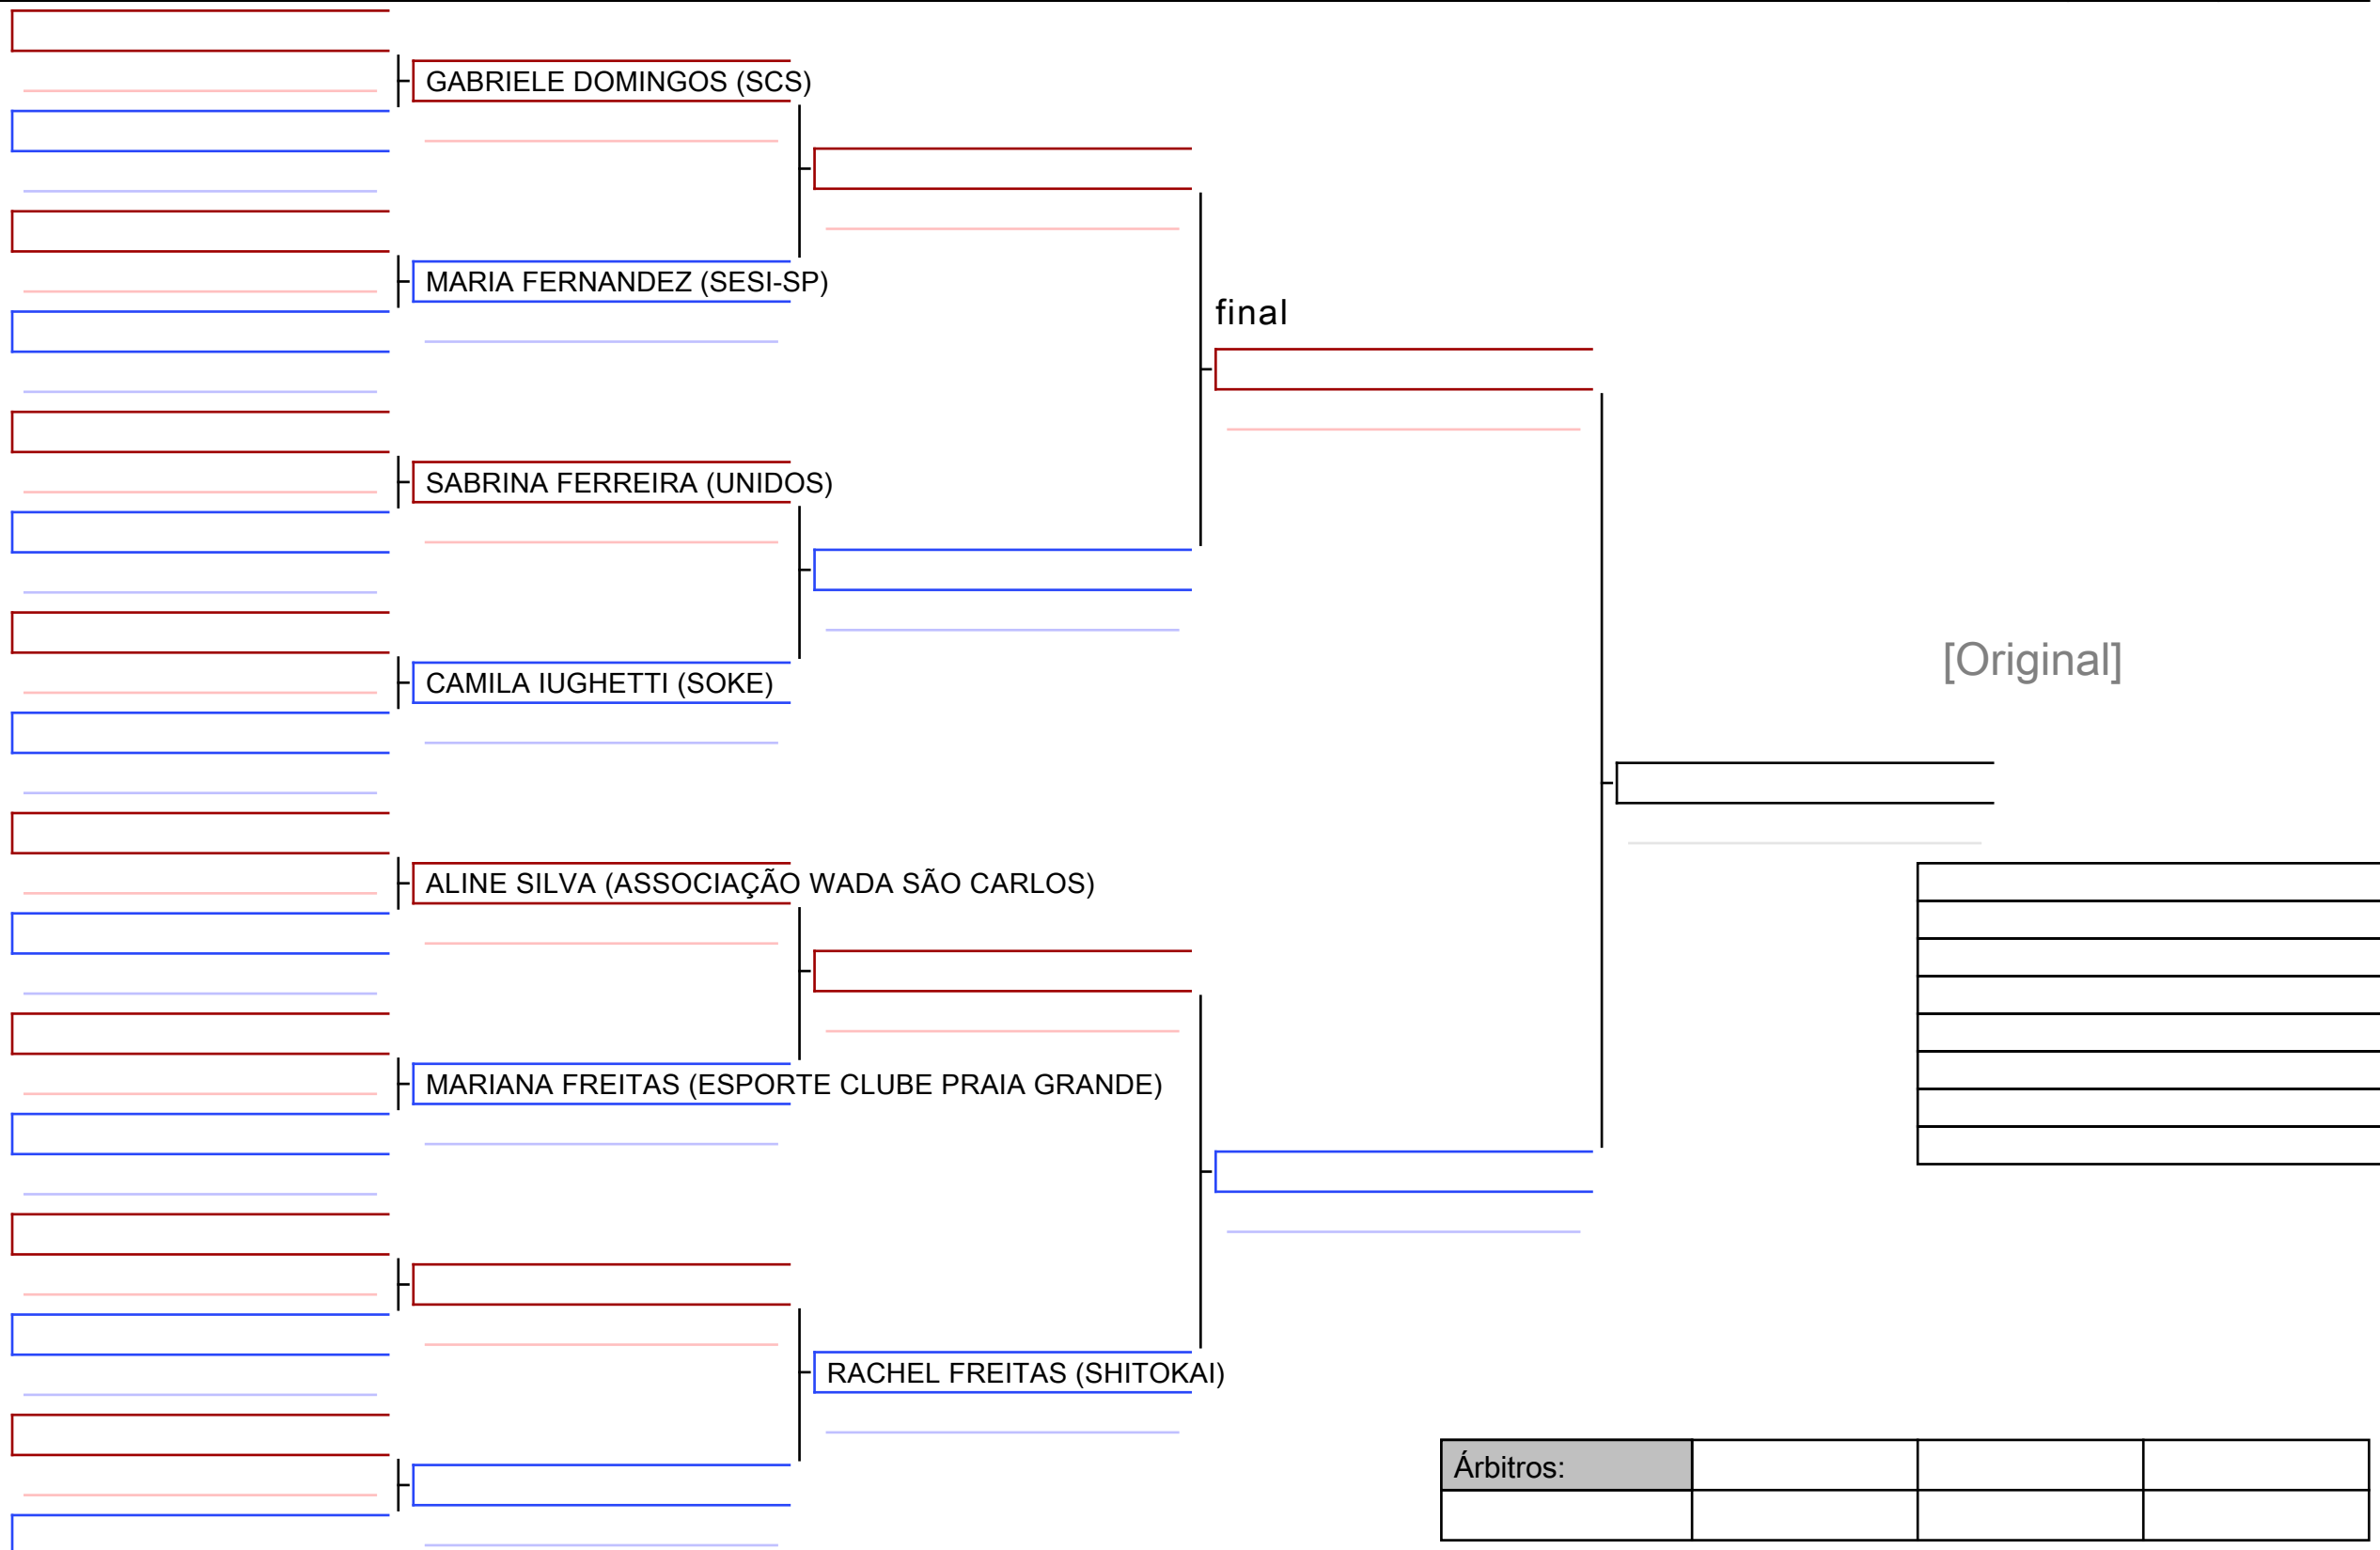 GABRIELE DOMINGOS (SCS)
MARIA FERNANDEZ (SESI-SP)
final
SABRINA FERREIRA (UNIDOS)
[Original]
CAMILA IUGHETTI (SOKE)
ALINE SILVA (ASSOCIAÇÃO WADA SÃO CARLOS)
MARIANA FREITAS (ESPORTE CLUBE PRAIA GRANDE)
RACHEL FREITAS (SHITOKAI)
Árbitros: